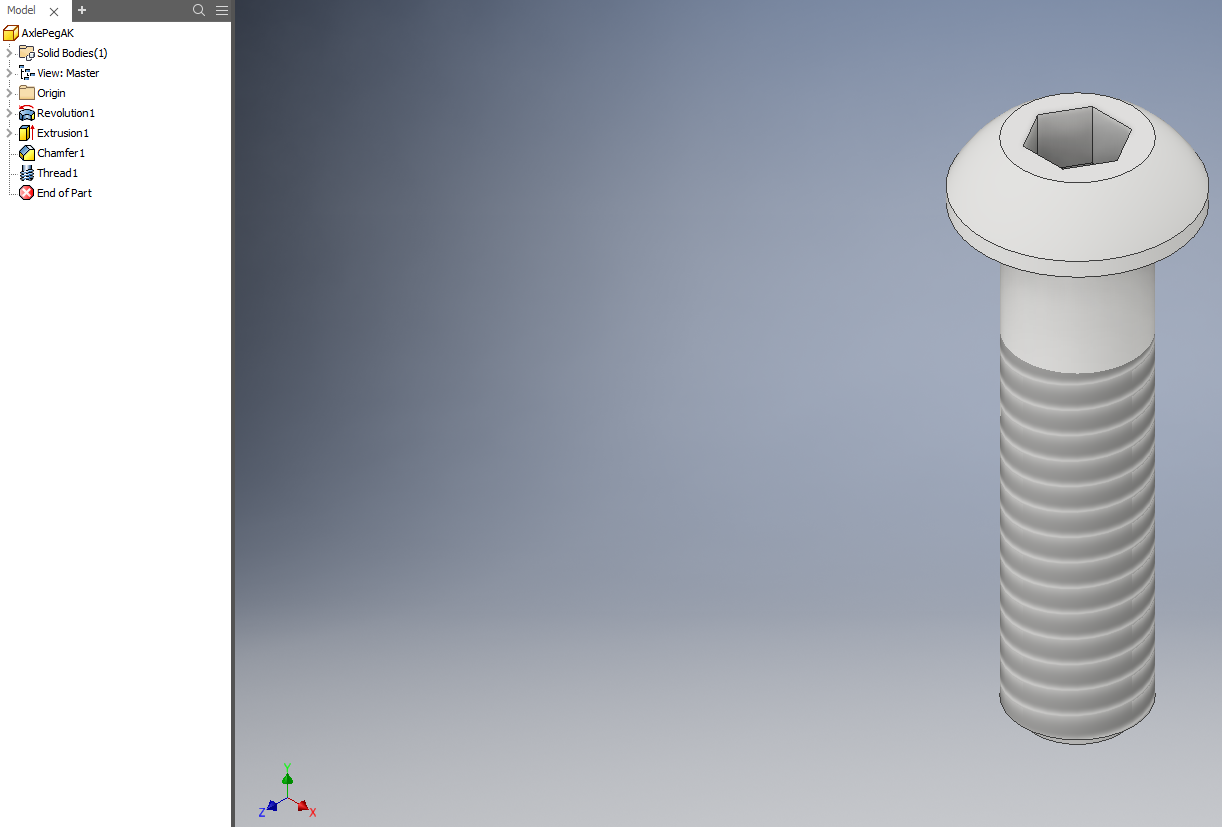 Model
AxlePegAK
Solid Bodies(1)
View: Master
Origin
Revolution1
Extrusion1
Chamfer1
Thread1
End of Part
Y
Z
X